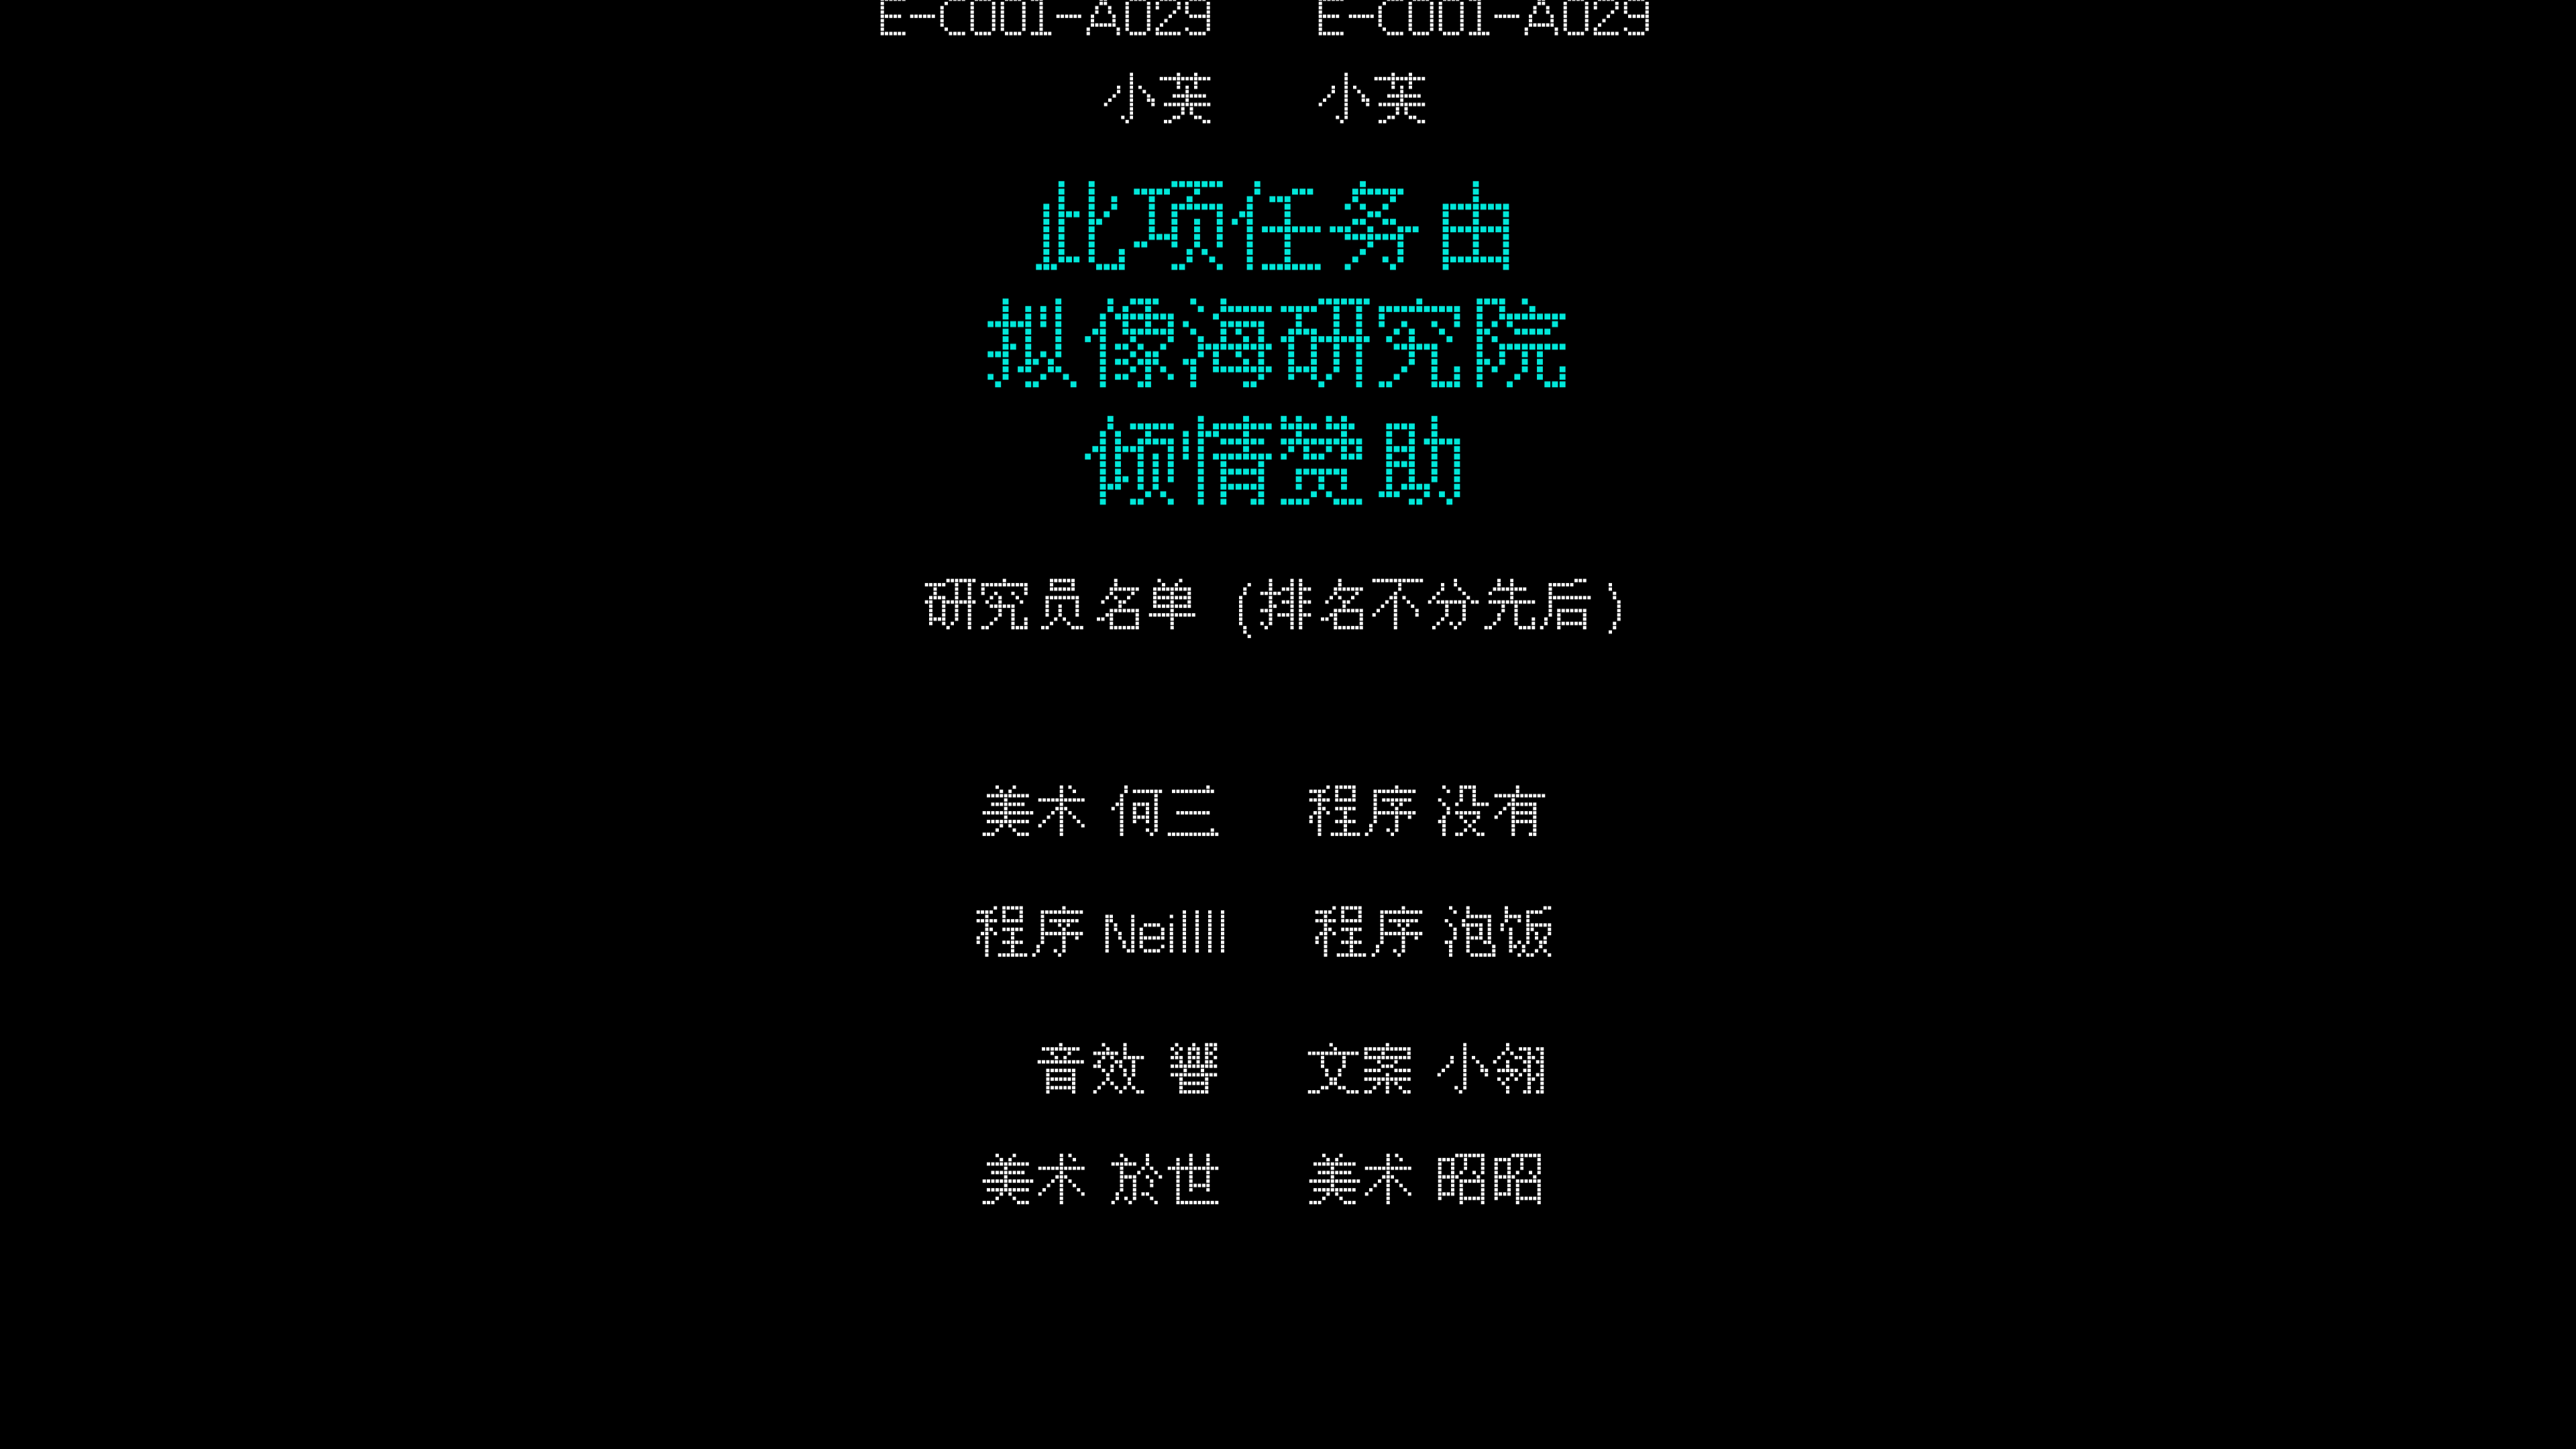 E-C001-A029 E-C001-A029
小芙 小芙
此项任务由
拟像海研究院
倾情赞助
研究员名单 (排名不分先后)
美术 何三 程序 没有
程序 Neillll 程序 泡饭
音效 響 文案 小翎
美术 於世 美术 昭昭